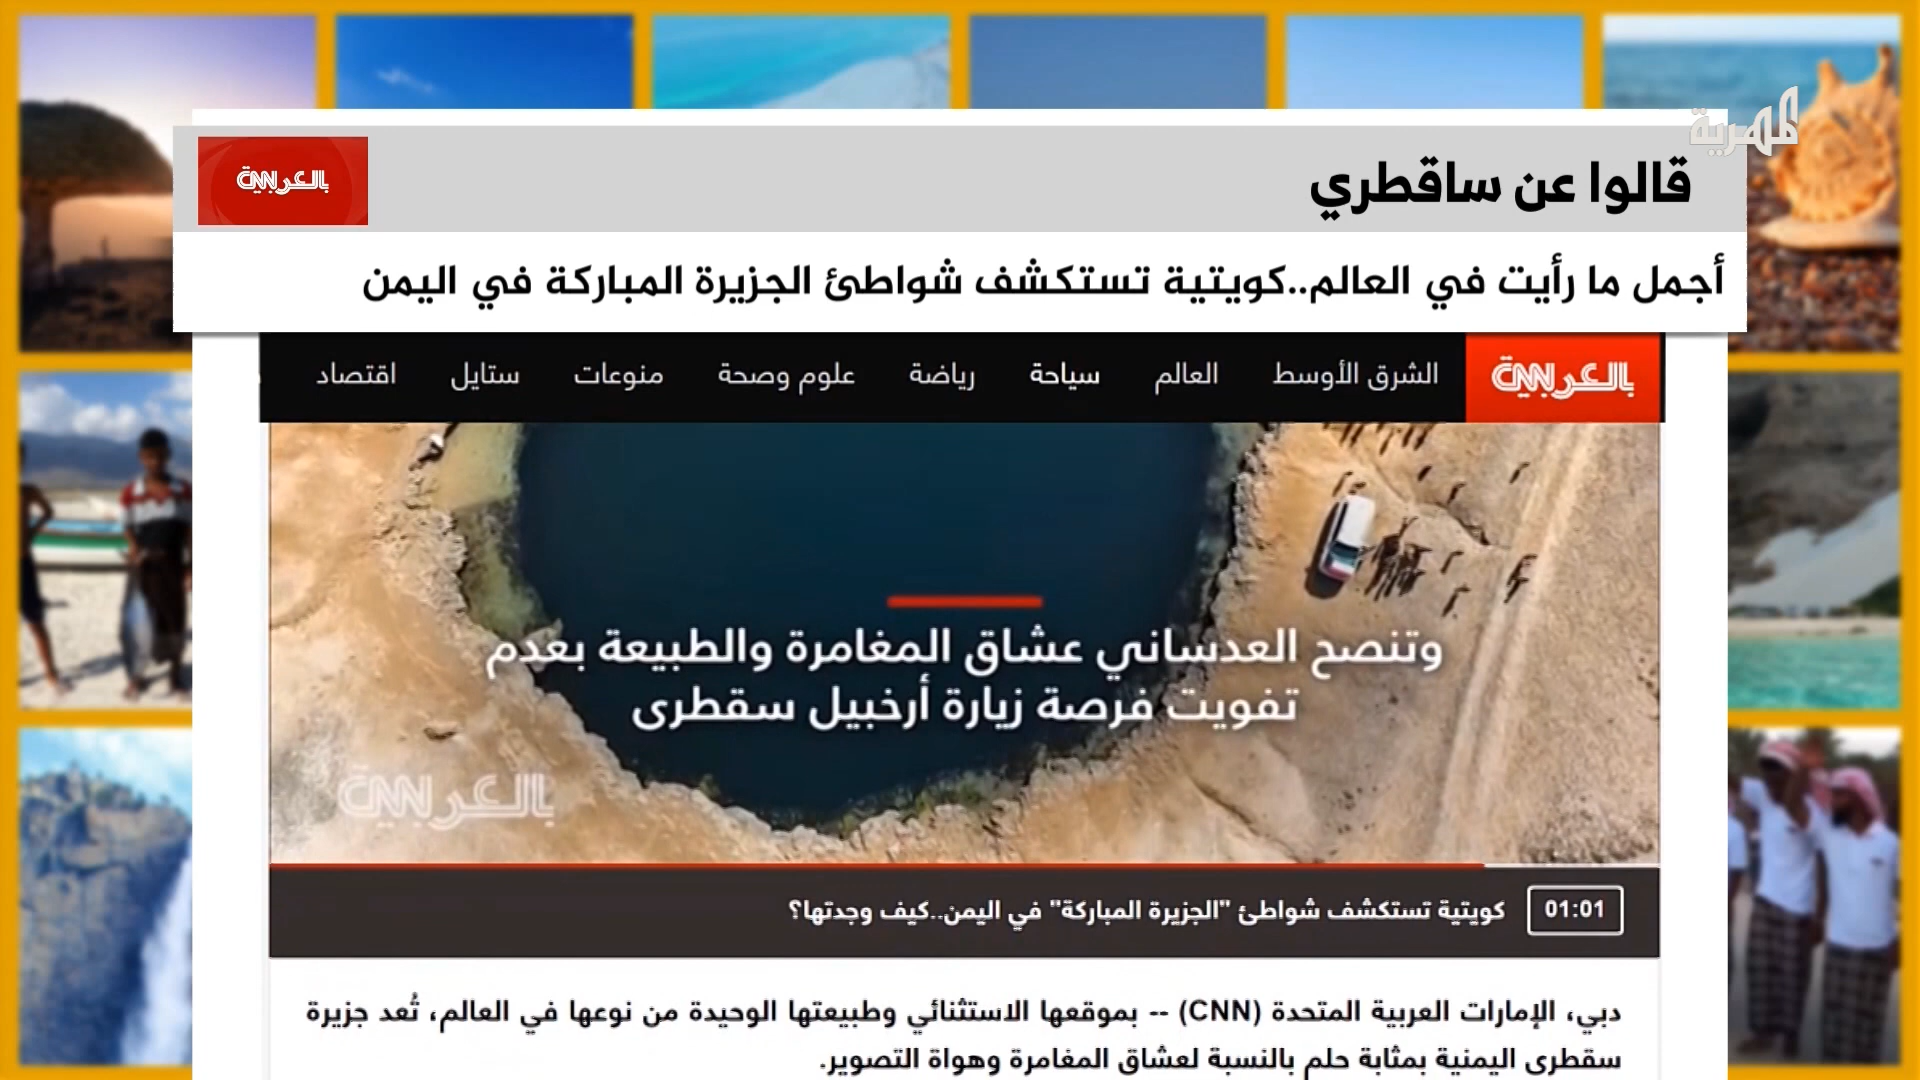 المهرية
قالوا عن ساقطري
CNN بالعربية
أجمل ما رأيت في العالم..كويتية تستكشف شواطئ الجزيرة المباركة في اليمن
CNN بالعربية
الشرق الأوسط
العالم
سياحة
رياضة
علوم وصحة
منوعات
ستايل
اقتصاد
وتنصح العدساني عشاق المغامرة والطبيعة بعدم
تفويت فرصة زيارة أرخبيل سقطرى
CNN بالعربية
01:01
كويتية تستكشف شواطئ "الجزيرة المباركة" في اليمن..كيف وجدتها؟
دبي، الإمارات العربية المتحدة (CNN) -- بموقعها الاستثنائي وطبيعتها الوحيدة من نوعها في العالم، تُعد جزيرة
سقطرى اليمنية بمثابة حلم بالنسبة لعشاق المغامرة وهواة التصوير.